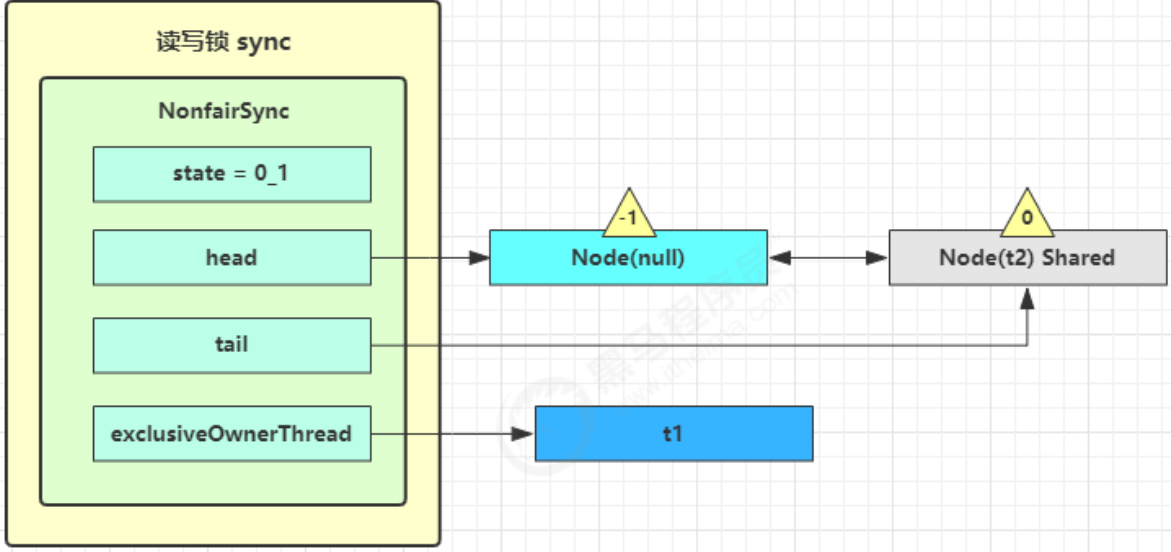 读写锁 sync
NonfairSync
state = 0_1
head
tail
exclusiveOwnerThread
-1
Node(null)
0
Node(t2) Shared
t1
黑马程序员
www.itheima.com